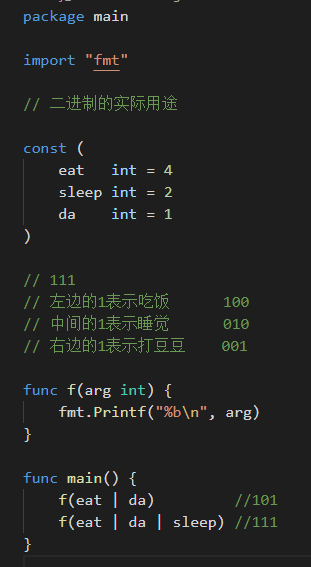 package main
import "fmt"
// 二进制的实际用途
const (
    eat   int = 4
    sleep int = 2
    da    int = 1
)
// 111
// 左边的1表示吃饭      100
// 中间的1表示睡觉      010
// 右边的1表示打豆豆    001
func f(arg int) {
    fmt.Printf("%b\n", arg)
}
func main() {
    f(eat | da)         //101
    f(eat | da | sleep) //111
}